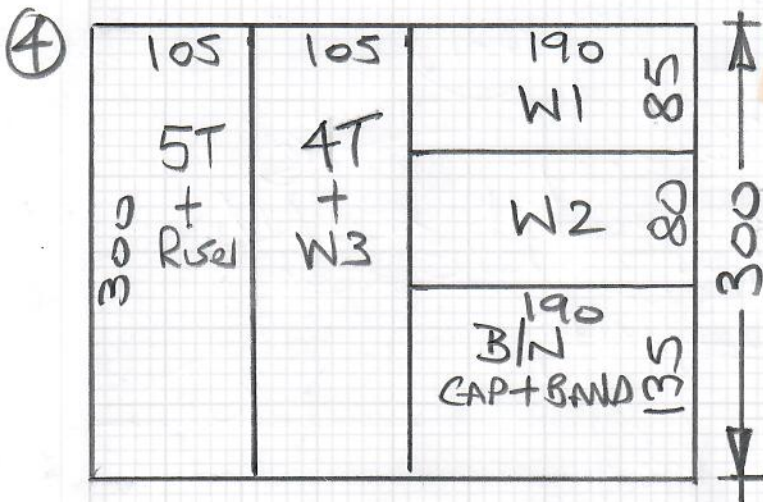 4
105
5T
+
Riser
300
105
4T
+
W3
190
W1
85
W2
80
190
B/N
CAP+BAND
135
300